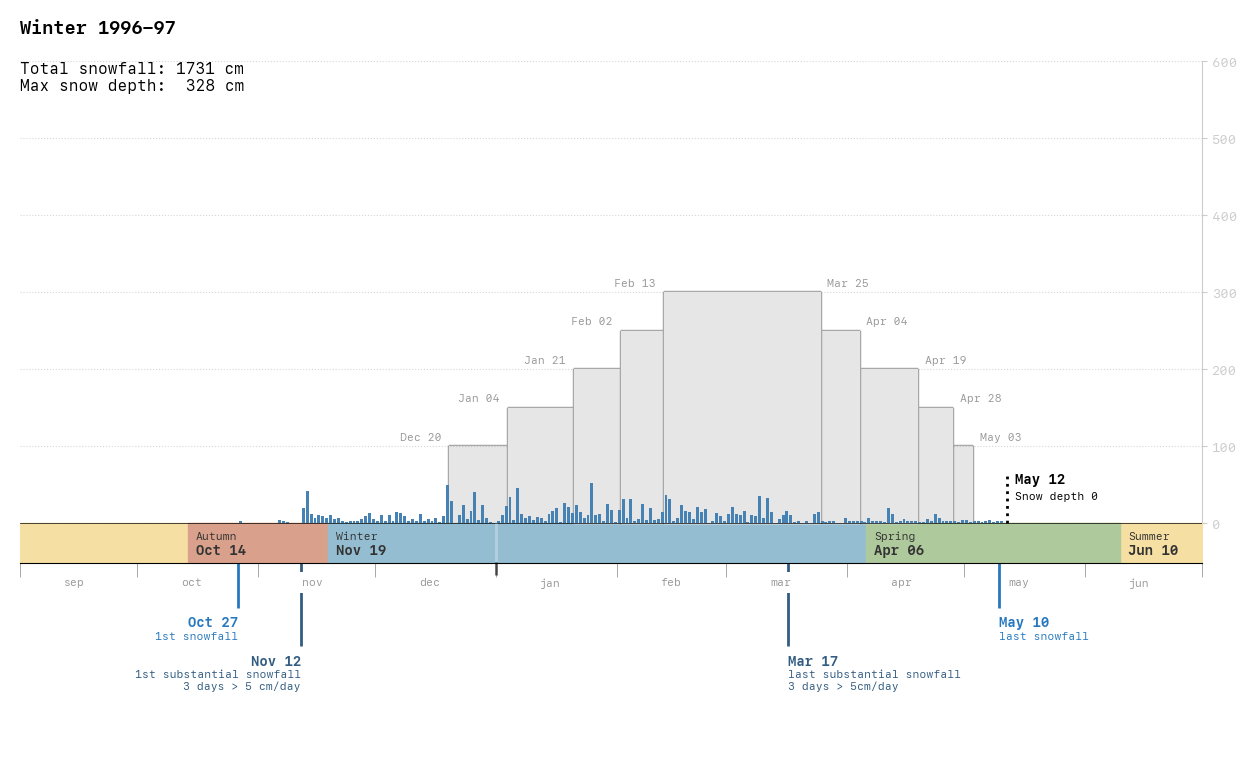 Winter 1996–97
Total snowfall: 1731 cm
Max snow depth: 328 cm
600
500
400
300
200
100
0
Feb 13
Mar 25
Feb 02
Apr 04
Jan 21
Apr 19
Jan 04
Apr 28
Dec 20
May 03
May 12
Snow depth 0
Autumn
Oct 14
Winter
Nov 19
Spring
Apr 06
Summer
Jun 10
sep
oct
nov
dec
jan
feb
mar
apr
may
jun
Oct 27
1st snowfall
May 10
last snowfall
Nov 12
1st substantial snowfall
3 days > 5 cm/day
Mar 17
last substantial snowfall
3 days > 5cm/day